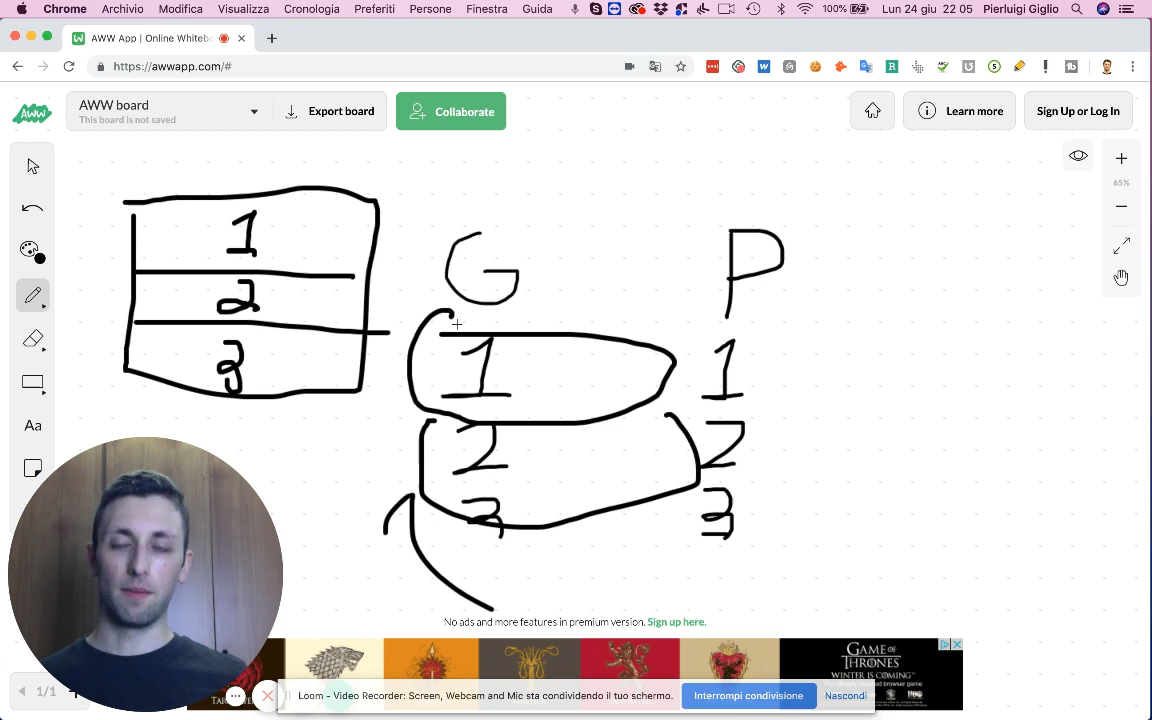 Chrome Archivio Modifica Visualizza Cronologia Preferiti Persone Finestra Guida 100% Lun 24 giu 22 05 Pierluigi Giglio
AWW App | Online Whitebo
https://awwapp.com/#
AWW
AWW board
This board is not saved
Export board
Collaborate
Learn more
Sign Up or Log In
65%
1
2
3
G P
1 1
2 2
3 3
Aa
No ads and more features in premium version. Sign up here.
GAME OF
THRONES
WINTER IS COMING
HBO
1/1
Loom - Video Recorder: Screen, Webcam and Mic sta condividendo il tuo schermo.
Interrompi condivisione
Nascondi